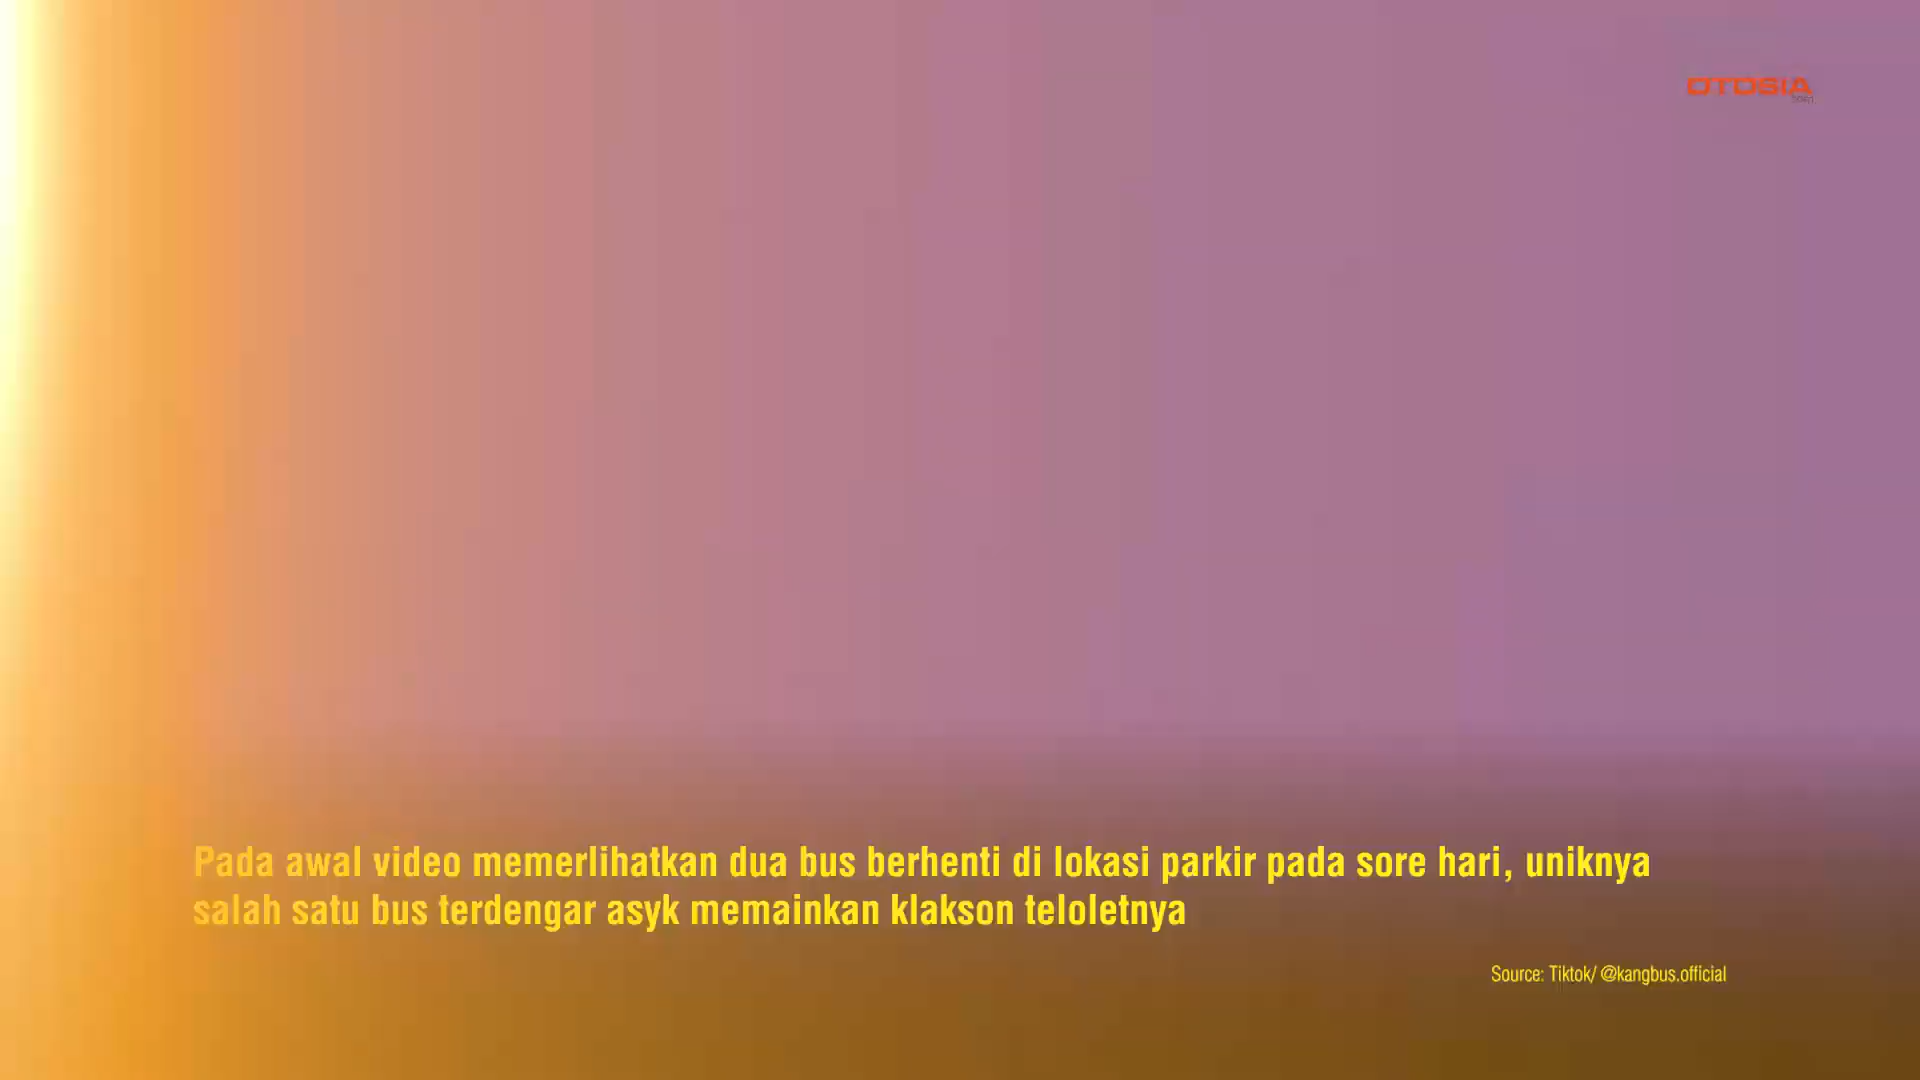 OTOSIA
.com
Pada awal video memerlihatkan dua bus berhenti di lokasi parkir pada sore hari, uniknya
salah satu bus terdengar asyk memainkan klakson teloletnya
Source: Tiktok/ @kangbus.official